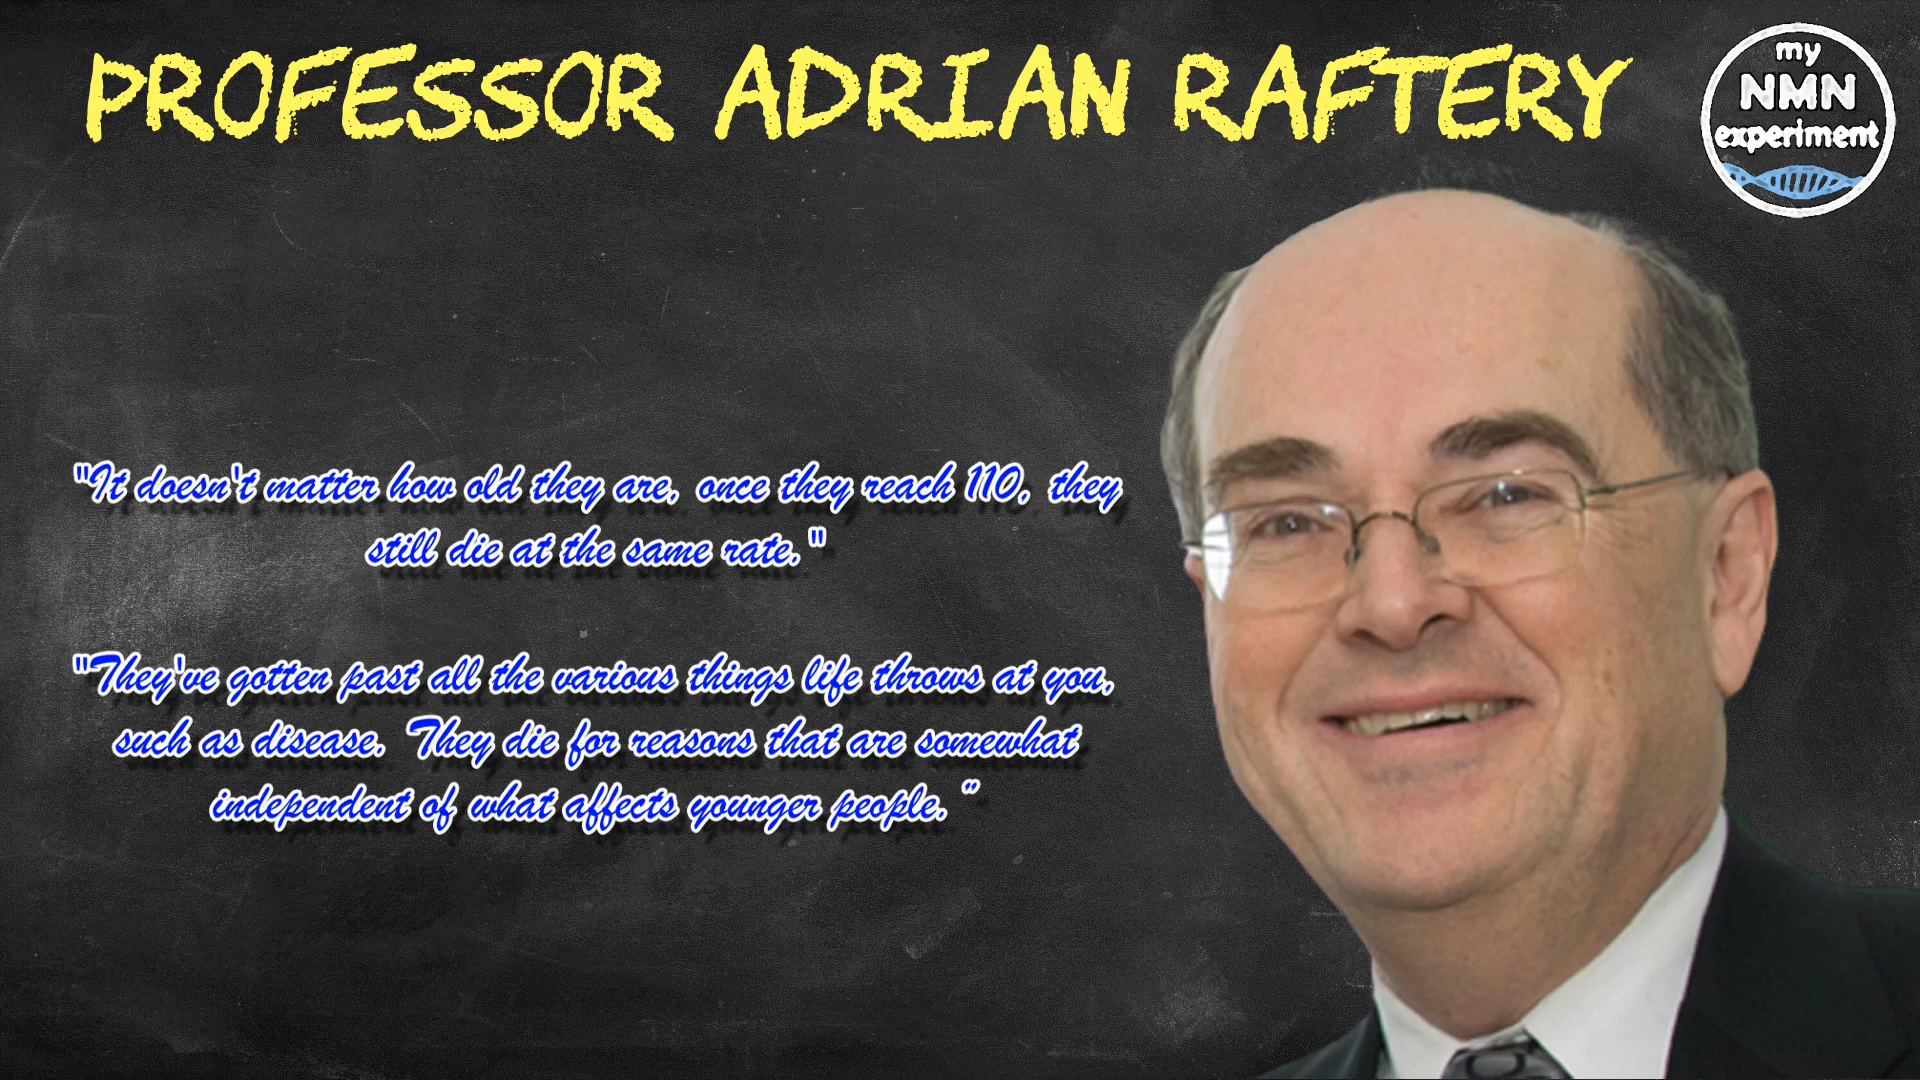 PROFESSOR ADRIAN RAFTERY
my
NMN
experiment
"It doesn't matter how old they are, once they reach 110, they
still die at the same rate."
"They've gotten past all the various things life throws at you,
such as disease. They die for reasons that are somewhat
independent of what affects younger people.”